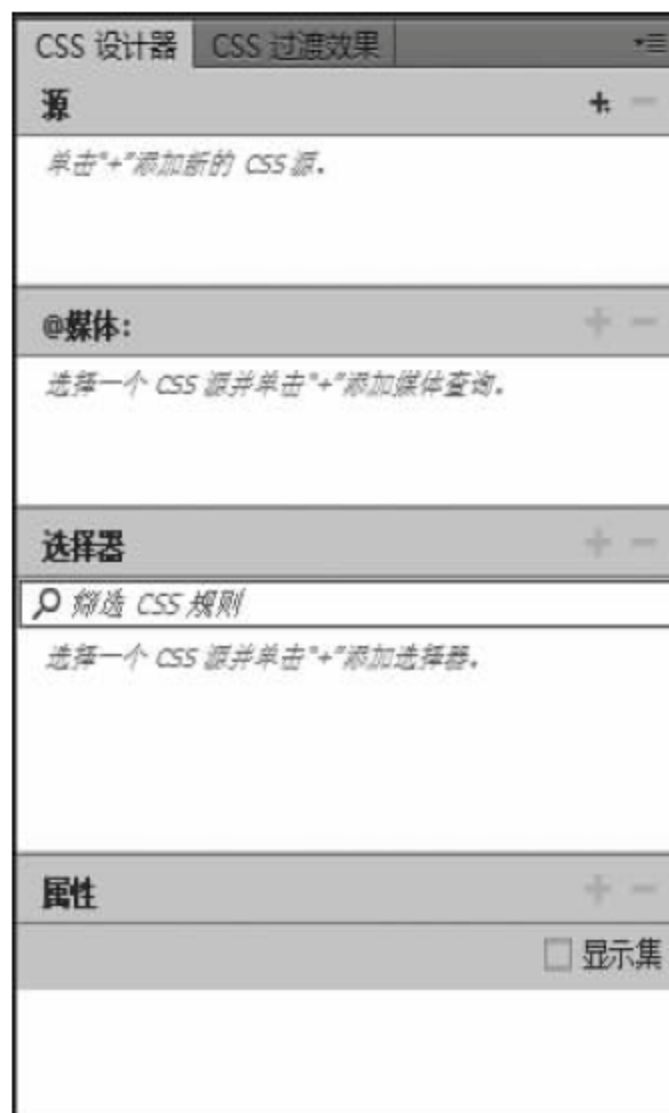 CSS 设计器 CSS 过渡效果
源
单击"+"添加新的 CSS 源。
@媒体:
选择一个 CSS 源并单击"+"添加媒体查询。
选择器
筛选 CSS 规则
选择一个 CSS 源并单击"+"添加选择器。
属性
显示集